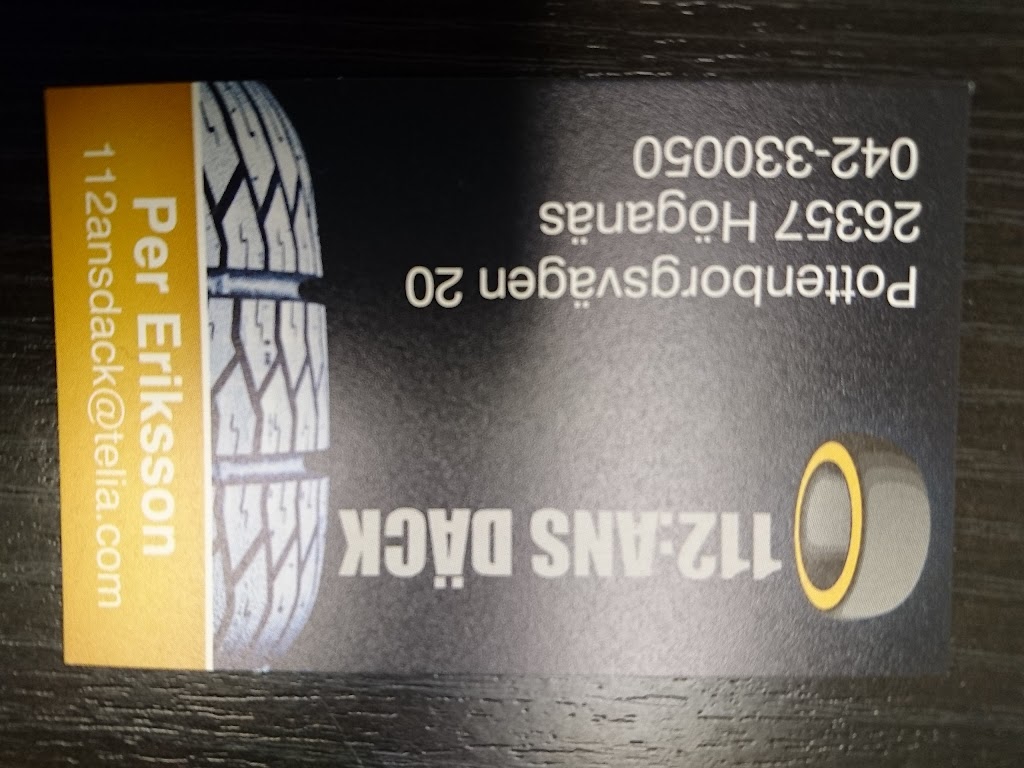 112:ANS DÄCK
Pottenborgsvägen 20
26357 Höganäs
042-330050
Per Eriksson
112ansdack@telia.com